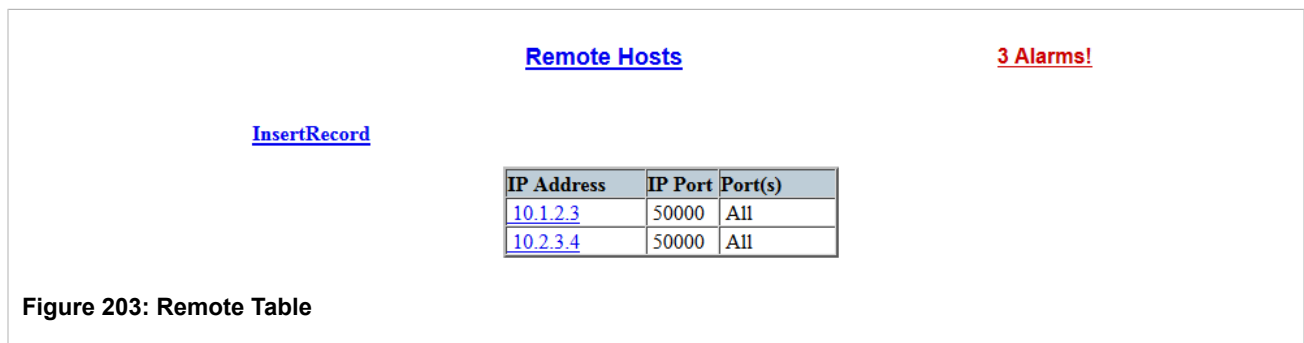 Remote Hosts 3 Alarms!
InsertRecord
IP Address IP Port Port(s)
10.1.2.3 50000 All
10.2.3.4 50000 All
Figure 203: Remote Table